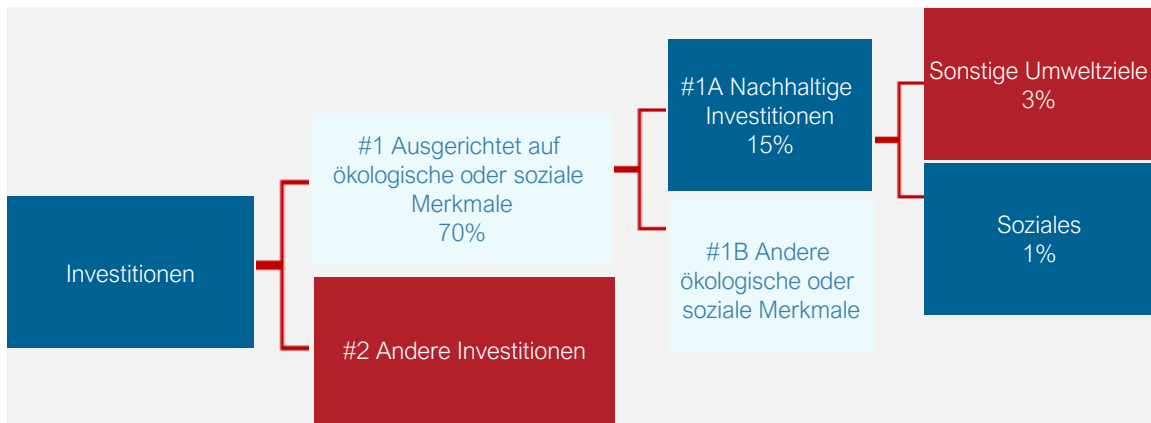 Investitionen
#1 Ausgerichtet auf
ökologische oder soziale
Merkmale
70%
#2 Andere Investitionen
#1A Nachhaltige
Investitionen
15%
#1B Andere
ökologische oder
soziale Merkmale
Sonstige Umweltziele
3%
Soziales
1%